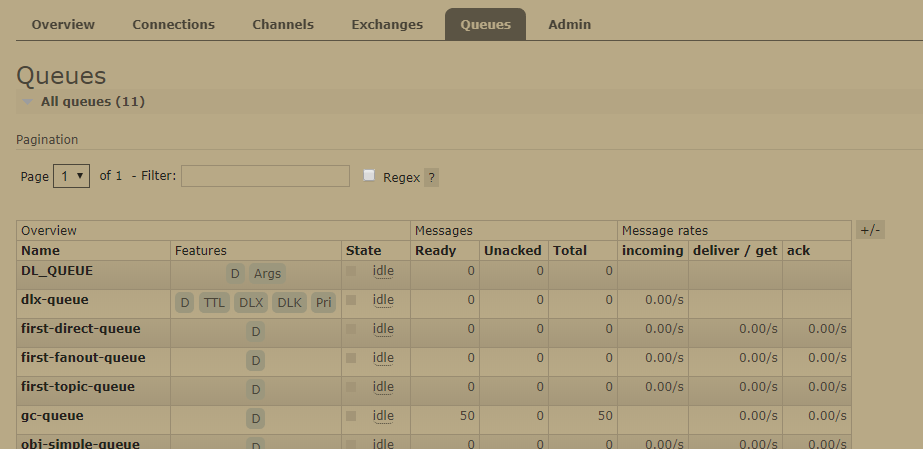 Overview Connections Channels Exchanges Queues Admin
Queues
All queues (11)
Pagination
Page 1 of 1 - Filter: Regex ?
Overview Messages Message rates +/-
Name Features State Ready Unacked Total incoming deliver / get ack
DL_QUEUE D Args idle 0 0 0
dlx-queue D TTL DLX DLK Pri idle 0 0 0 0.00/s
first-direct-queue D idle 0 0 0 0.00/s 0.00/s 0.00/s
first-fanout-queue D idle 0 0 0 0.00/s 0.00/s 0.00/s
first-topic-queue D idle 0 0 0 0.00/s 0.00/s 0.00/s
gc-queue D idle 50 0 50 0.00/s 0.00/s
obj-simple-queue D idle 0 0 0 0.00/s 0.00/s 0.00/s